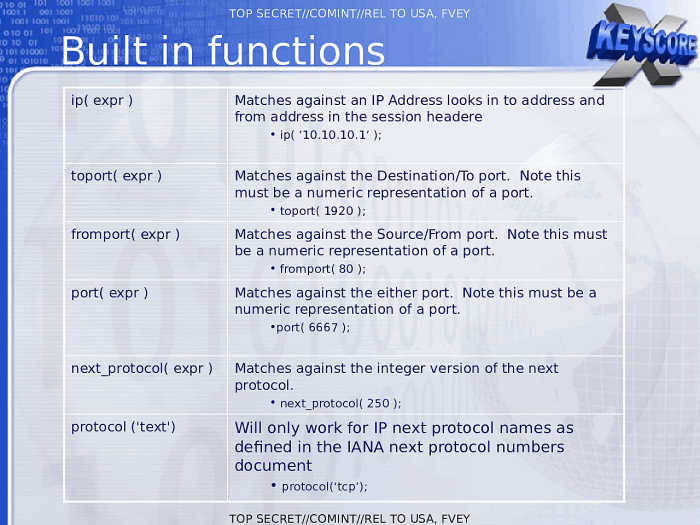 TOP SECRET//COMINT//REL TO USA, FVEY
KEYSCORE
X
Built in functions
ip( expr )
Matches against an IP Address looks in to address and
from address in the session headere
• ip( ‘10.10.10.1’ );
toport( expr )
Matches against the Destination/To port.  Note this
must be a numeric representation of a port.
• toport( 1920 );
fromport( expr )
Matches against the Source/From port.  Note this must
be a numeric representation of a port.
• fromport( 80 );
port( expr )
Matches against the either port.  Note this must be a
numeric representation of a port.
•port( 6667 );
next_protocol( expr )
Matches against the integer version of the next
protocol.
• next_protocol( 250 );
protocol ('text')
Will only work for IP next protocol names as
defined in the IANA next protocol numbers
document
• protocol(‘tcp’);
TOP SECRET//COMINT//REL TO USA, FVEY